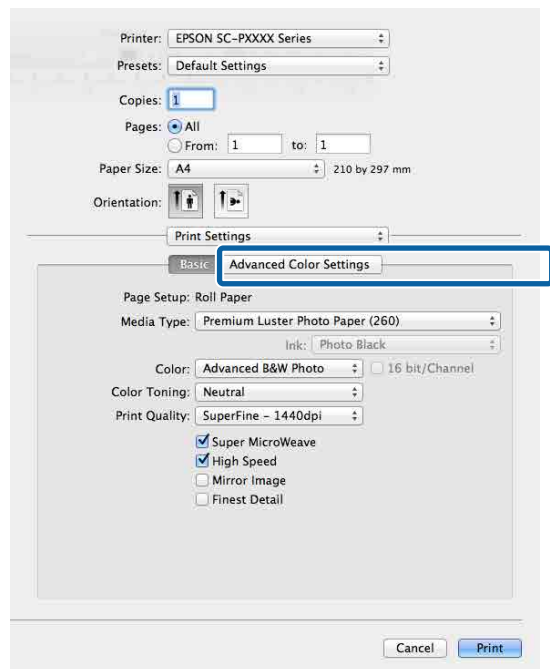 Printer: EPSON SC-PXXXX Series
Presets: Default Settings
Copies: 1
Pages: All
From: 1 to: 1
Paper Size: A4 210 by 297 mm
Orientation:
Print Settings
Basic Advanced Color Settings
Page Setup: Roll Paper
Media Type: Premium Luster Photo Paper (260)
Ink: Photo Black
Color: Advanced B&W Photo 16 bit/Channel
Color Toning: Neutral
Print Quality: SuperFine – 1440dpi
Super MicroWeave
High Speed
Mirror Image
Finest Detail
Cancel Print